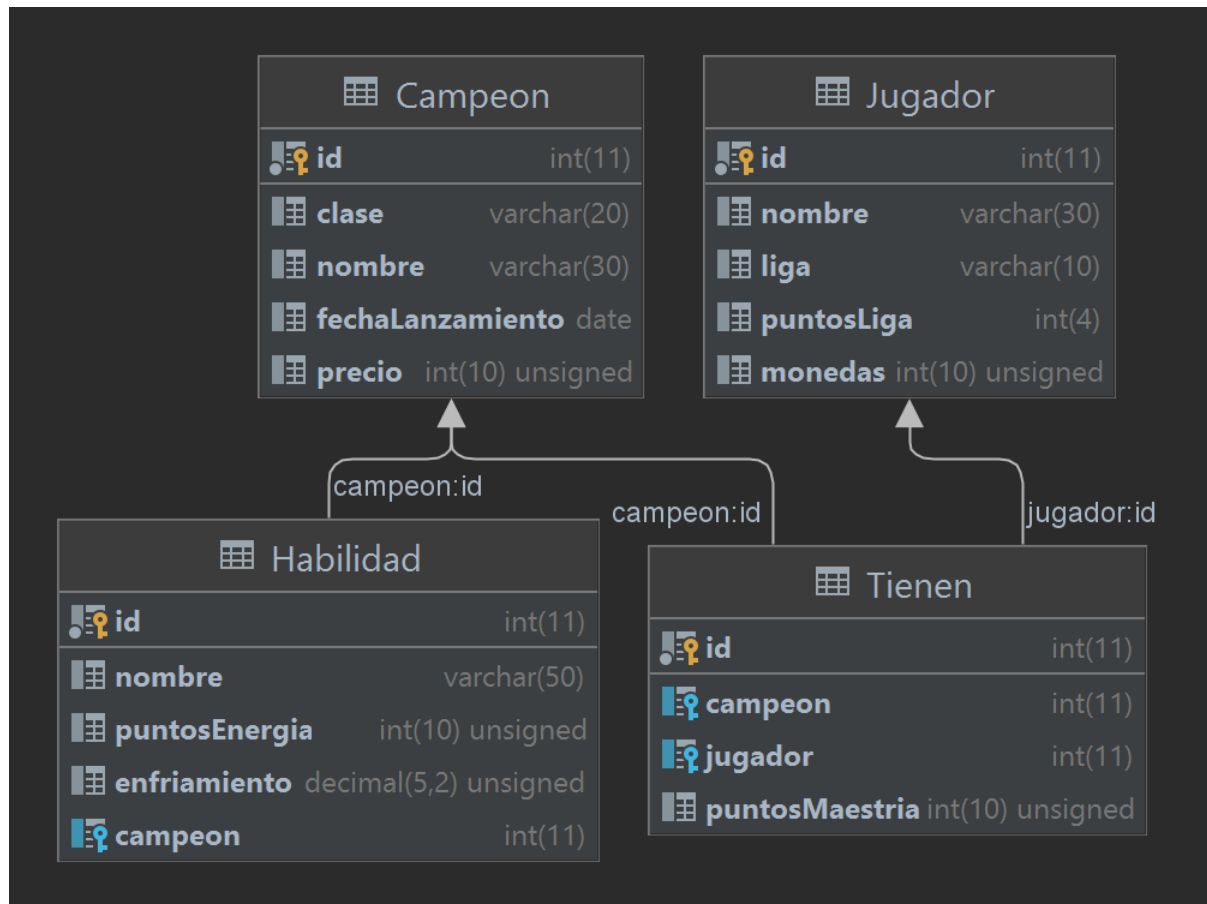 Campeon
id int(11)
clase varchar(20)
nombre varchar(30)
fechaLanzamiento date
precio int(10) unsigned
Jugador
id int(11)
nombre varchar(30)
liga varchar(10)
puntosLiga int(4)
monedas int(10) unsigned
campeon:id
campeon:id
jugador:id
Habilidad
id int(11)
nombre varchar(50)
puntosEnergia int(10) unsigned
enfriamiento decimal(5,2) unsigned
campeon int(11)
Tienen
id int(11)
campeon int(11)
jugador int(11)
puntosMaestria int(10) unsigned